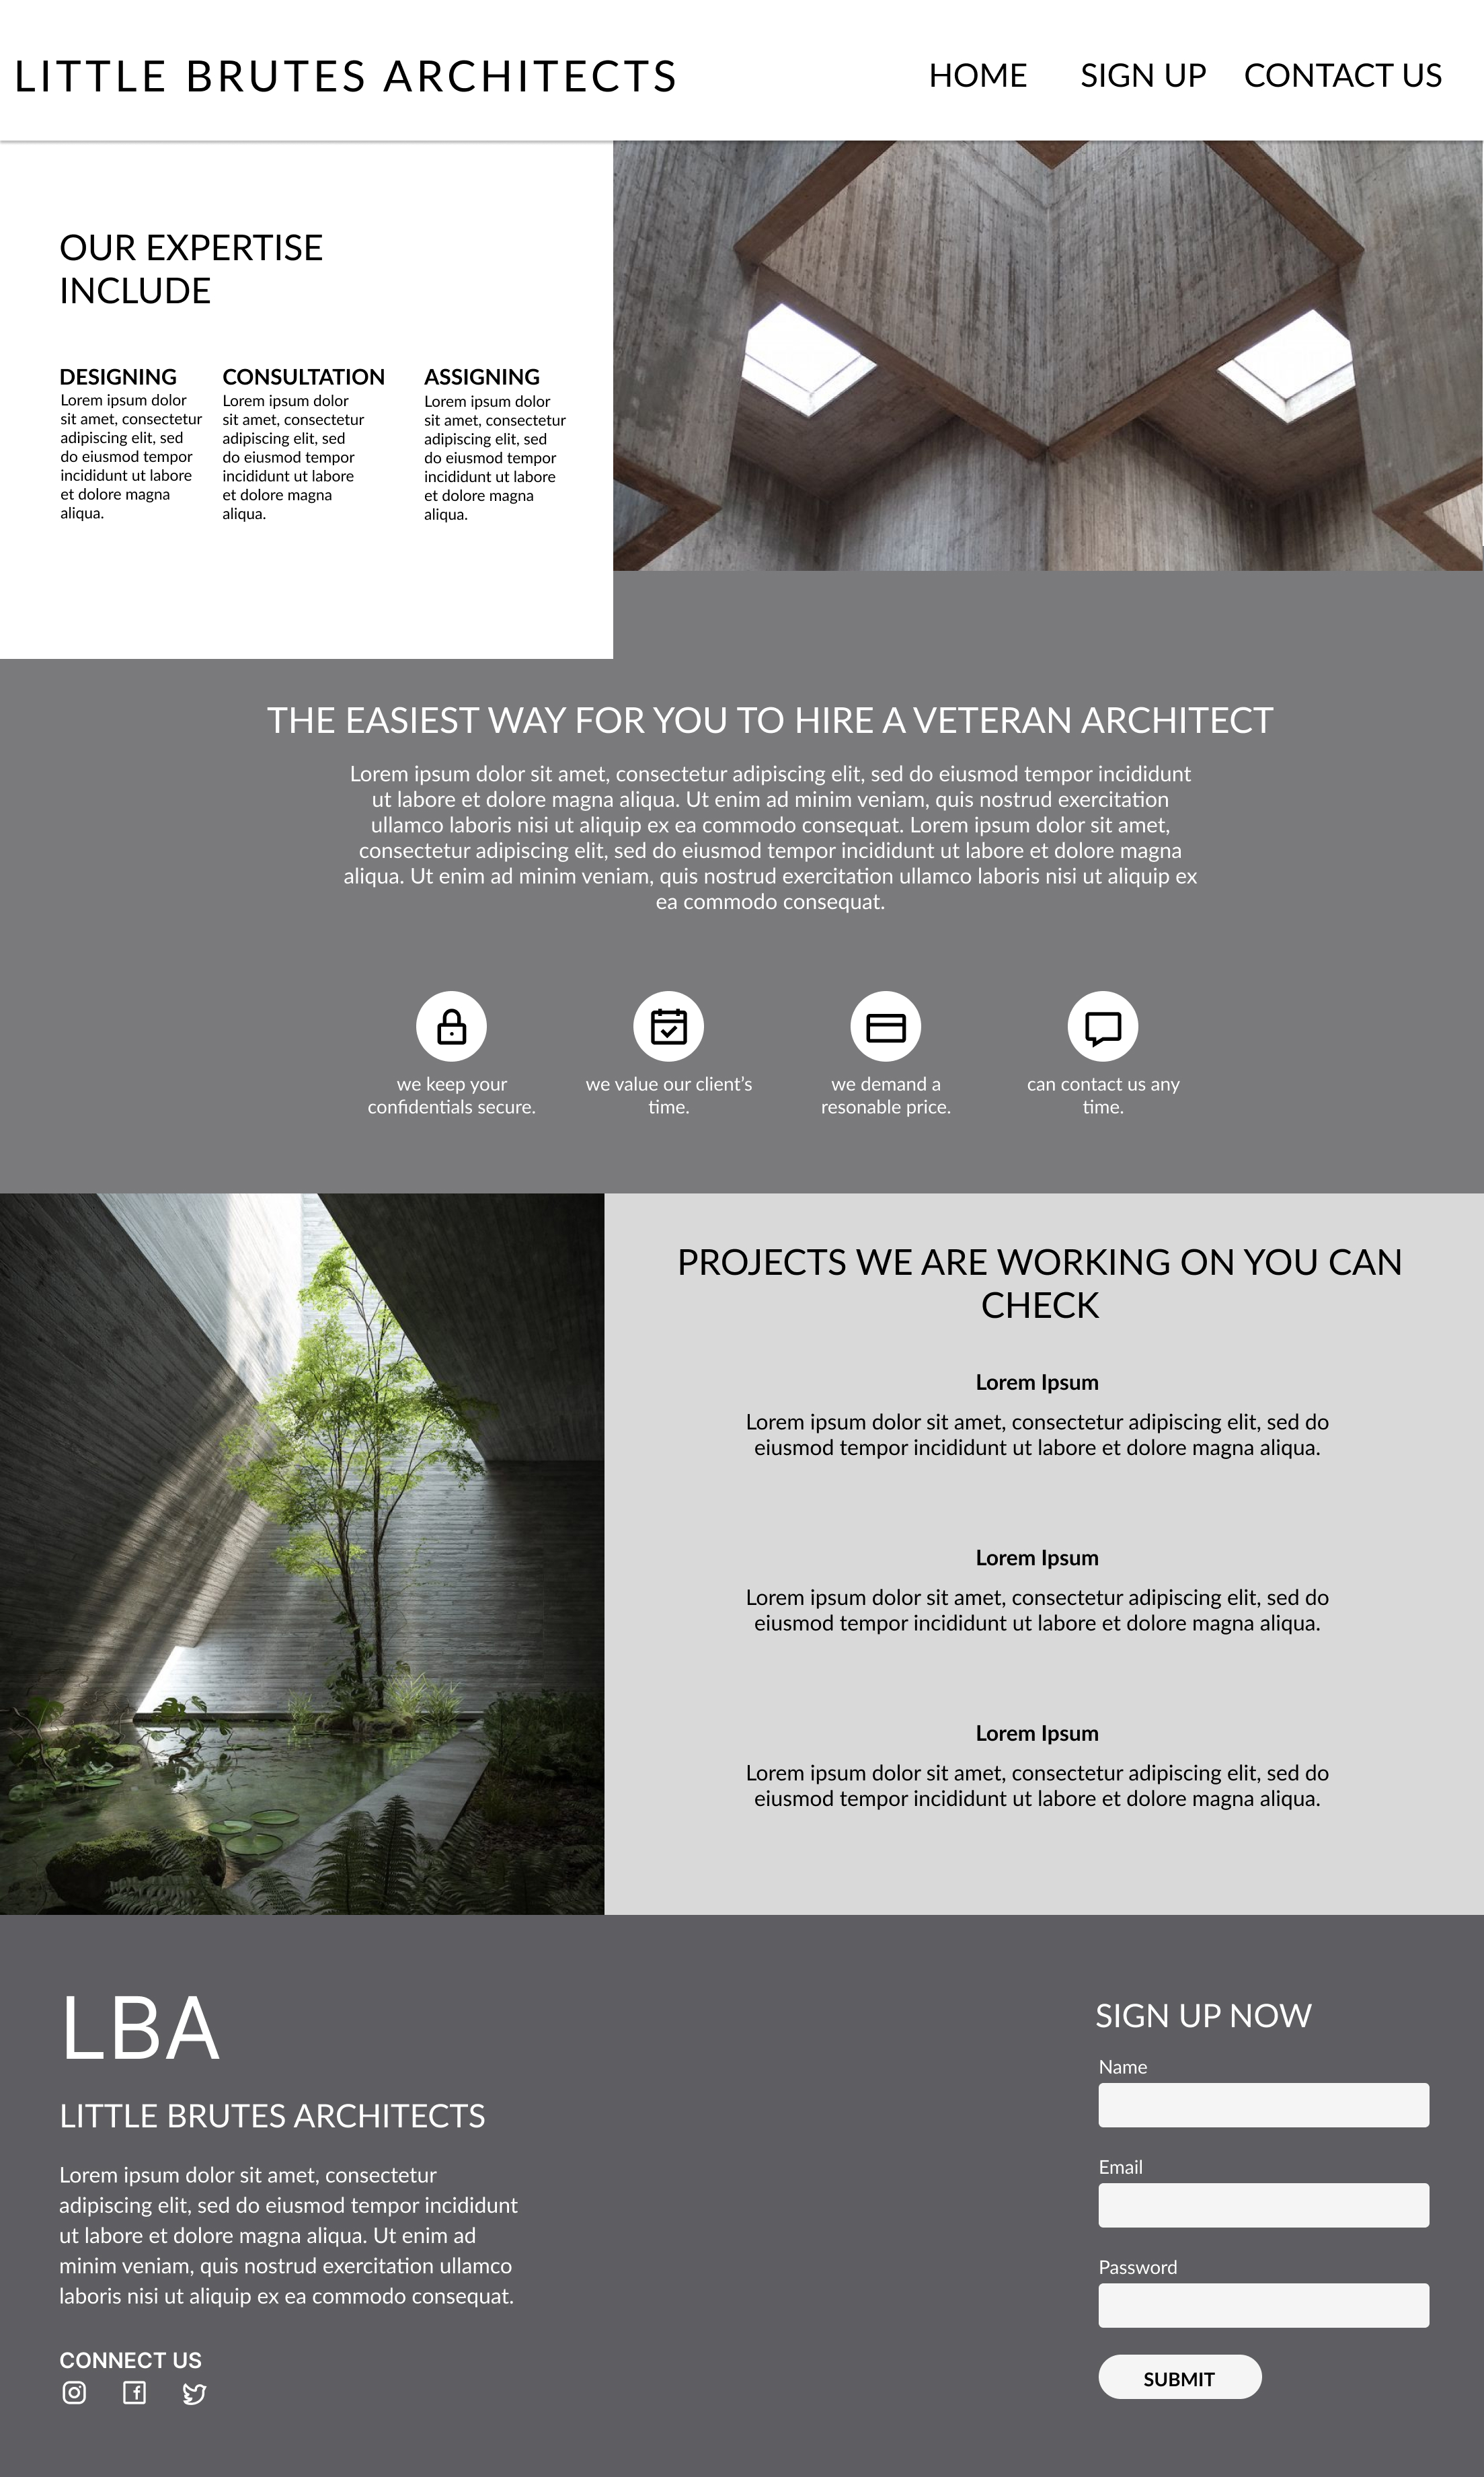 LITTLE BRUTES ARCHITECTS
HOME
SIGN UP
CONTACT US
OUR EXPERTISE
INCLUDE
DESIGNING
Lorem ipsum dolor
sit amet, consectetur
adipiscing elit, sed
do eiusmod tempor
incididunt ut labore
et dolore magna
aliqua.
CONSULTATION
Lorem ipsum dolor
sit amet, consectetur
adipiscing elit, sed
do eiusmod tempor
incididunt ut labore
et dolore magna
aliqua.
ASSIGNING
Lorem ipsum dolor
sit amet, consectetur
adipiscing elit, sed
do eiusmod tempor
incididunt ut labore
et dolore magna
aliqua.
THE EASIEST WAY FOR YOU TO HIRE A VETERAN ARCHITECT
Lorem ipsum dolor sit amet, consectetur adipiscing elit, sed do eiusmod tempor incididunt
ut labore et dolore magna aliqua. Ut enim ad minim veniam, quis nostrud exercitation
ullamco laboris nisi ut aliquip ex ea commodo consequat. Lorem ipsum dolor sit amet,
consectetur adipiscing elit, sed do eiusmod tempor incididunt ut labore et dolore magna
aliqua. Ut enim ad minim veniam, quis nostrud exercitation ullamco laboris nisi ut aliquip ex
ea commodo consequat.
we keep your
confidentials secure.
we value our client’s
time.
we demand a
resonable price.
can contact us any
time.
PROJECTS WE ARE WORKING ON YOU CAN
CHECK
Lorem Ipsum
Lorem ipsum dolor sit amet, consectetur adipiscing elit, sed do
eiusmod tempor incididunt ut labore et dolore magna aliqua.
Lorem Ipsum
Lorem ipsum dolor sit amet, consectetur adipiscing elit, sed do
eiusmod tempor incididunt ut labore et dolore magna aliqua.
Lorem Ipsum
Lorem ipsum dolor sit amet, consectetur adipiscing elit, sed do
eiusmod tempor incididunt ut labore et dolore magna aliqua.
LBA
LITTLE BRUTES ARCHITECTS
Lorem ipsum dolor sit amet, consectetur
adipiscing elit, sed do eiusmod tempor incididunt
ut labore et dolore magna aliqua. Ut enim ad
minim veniam, quis nostrud exercitation ullamco
laboris nisi ut aliquip ex ea commodo consequat.
CONNECT US
SIGN UP NOW
Name
Email
Password
SUBMIT